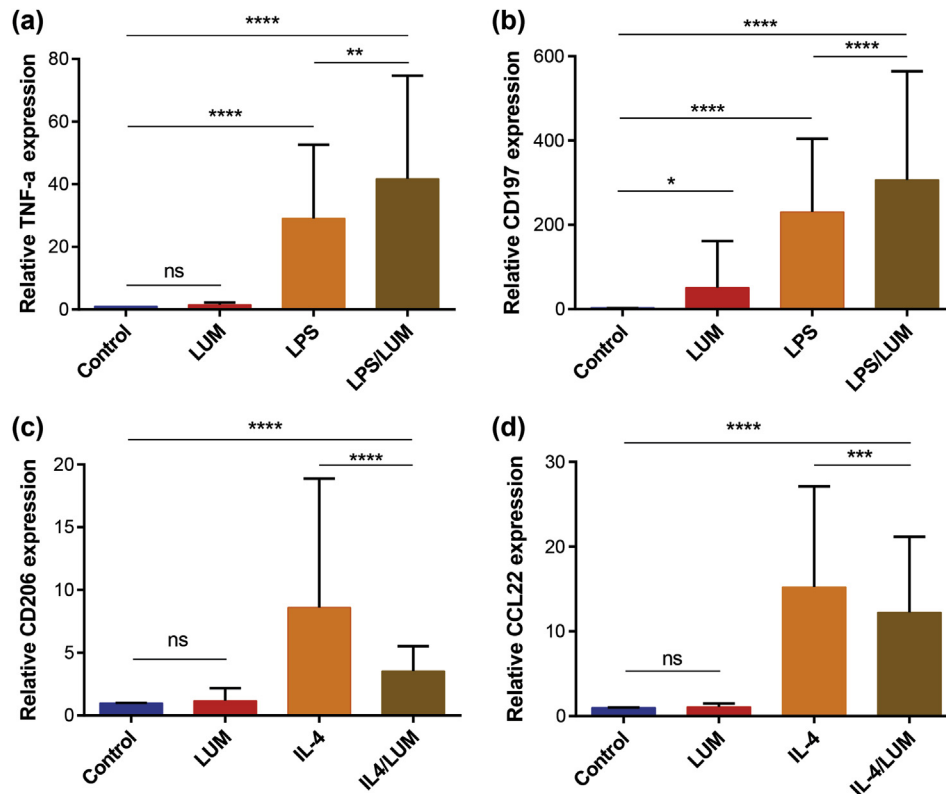 (a)
****
**
****
ns
Relative TNF-a expression
80
60
40
20
0
Control
LUM
LPS
LPS/LUM
(b)
****
****
****
*
Relative CD197 expression
600
400
200
0
Control
LUM
LPS
LPS/LUM
(c)
****
****
ns
Relative CD206 expression
20
15
10
5
0
Control
LUM
IL-4
IL4/LUM
(d)
****
***
ns
Relative CCL22 expression
30
20
10
0
Control
LUM
IL-4
IL-4/LUM